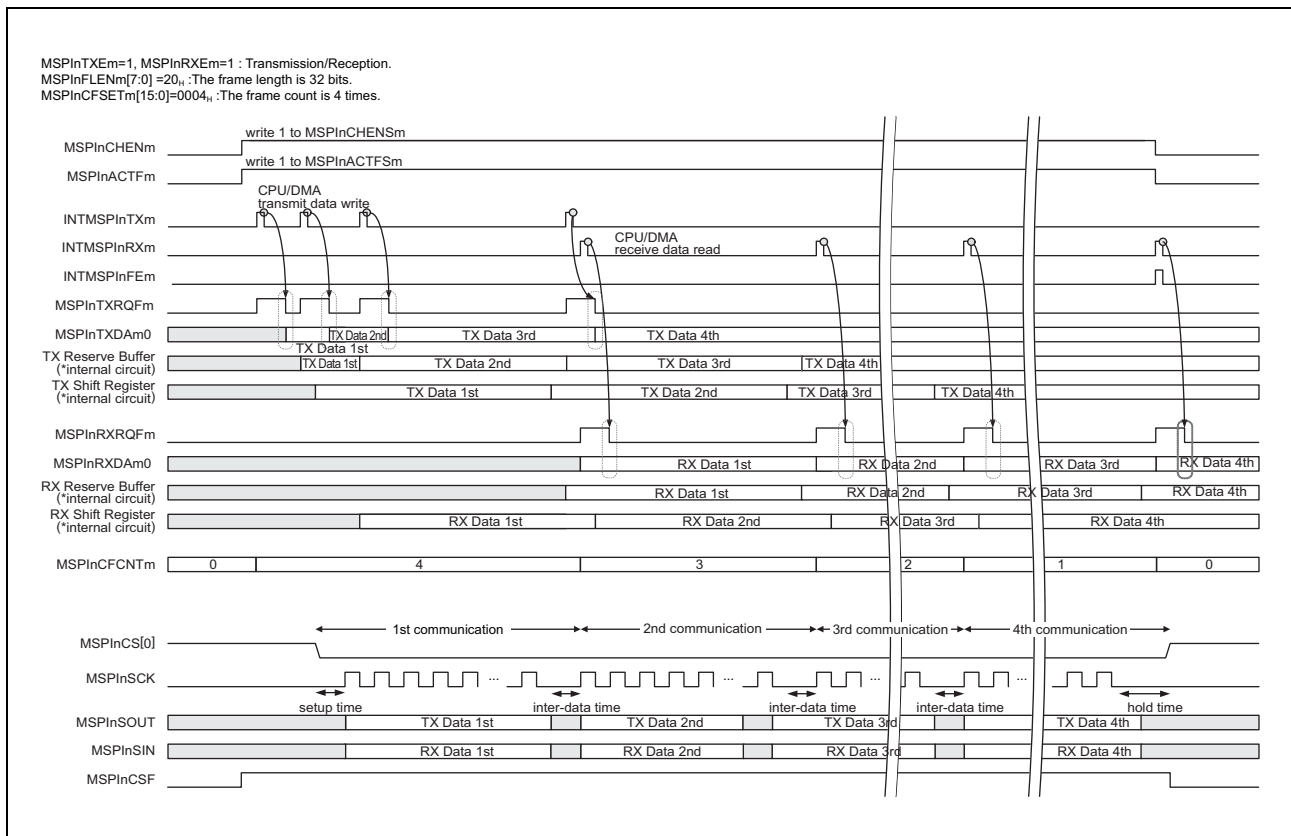 MSPInTXEm=1, MSPInRXEm=1 : Transmission/Reception.
MSPInFLENm[7:0] =20H :The frame length is 32 bits.
MSPInCFSETm[15:0]=0004H :The frame count is 4 times.
write 1 to MSPInCHENSm
MSPInCHENm
write 1 to MSPInACTFSm
MSPInACTFm
CPU/DMA
transmit data write
INTMSPInTXm
CPU/DMA
receive data read
INTMSPInRXm
INTMSPInFEm
MSPInTXRQFm
MSPInTXDAm0 TX Data 2nd TX Data 3rd TX Data 4th
TX Data 1st
TX Reserve Buffer
(*internal circuit) TX Data 1st TX Data 2nd TX Data 3rd TX Data 4th
TX Shift Register
(*internal circuit) TX Data 1st TX Data 2nd TX Data 3rd TX Data 4th
MSPInRXRQFm
MSPInRXDAm0 RX Data 1st RX Data 2nd RX Data 3rd RX Data 4th
RX Reserve Buffer
(*internal circuit) RX Data 1st RX Data 2nd RX Data 3rd RX Data 4th
RX Shift Register
(*internal circuit) RX Data 1st RX Data 2nd RX Data 3rd RX Data 4th
MSPInCFCNTm 0 4 3 2 1 0
1st communication 2nd communication 3rd communication 4th communication
MSPInCS[0]
MSPInSCK ... ... ... ...
setup time inter-data time inter-data time inter-data time hold time
MSPInSOUT TX Data 1st TX Data 2nd TX Data 3rd TX Data 4th
MSPInSIN RX Data 1st RX Data 2nd RX Data 3rd RX Data 4th
MSPInCSF